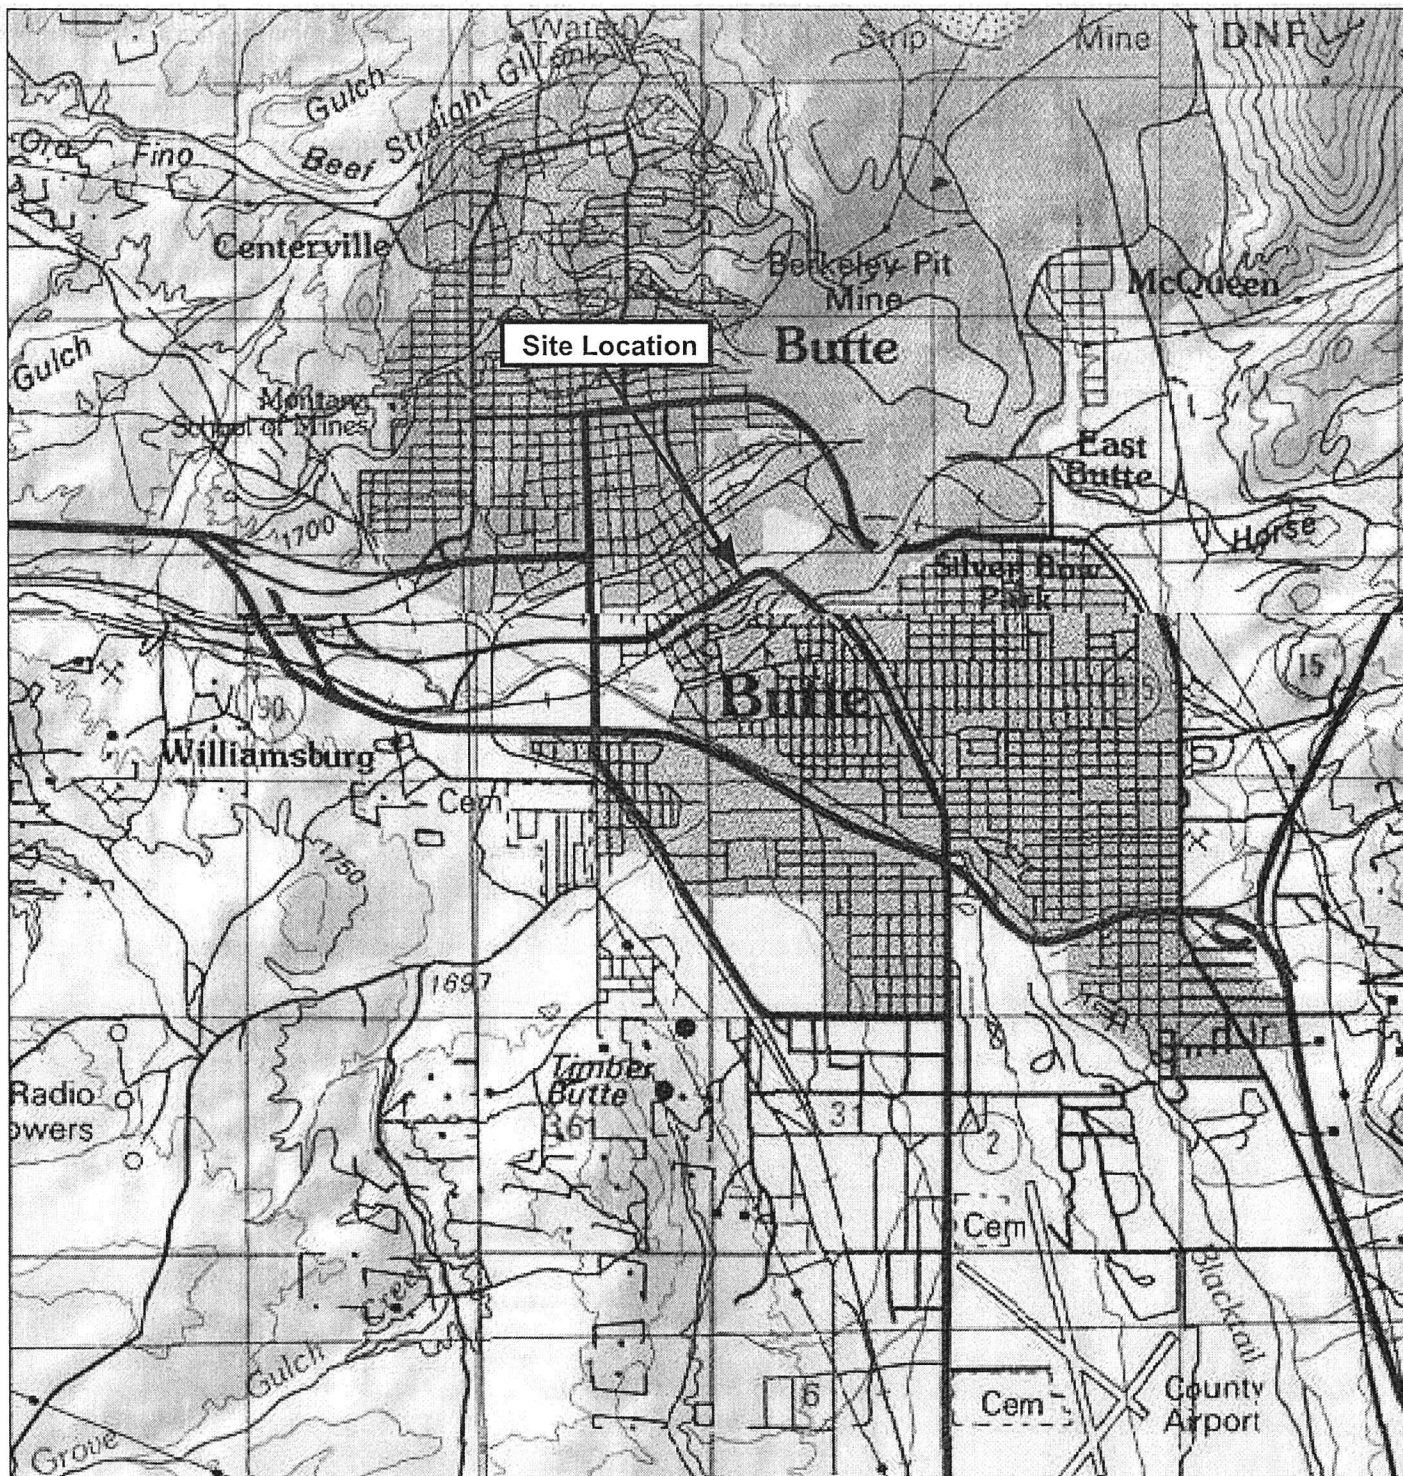 Water
Tank
Strip Mine
DNF
Gulch
Beef Straight Gl
Oro Fino
Centerville
Berkeley Pit
Mine
McQueen
Site Location
Butte
Gulch
Montana
School of Mines
East
Butte
1700
Horse
Silver Bow
Park
15
Butte
90
Williamsburg
Cem
1750
1697
Timber
Butte
Radio
owers
361
31
2
Cem
Blacktail
Creek
Gulch
Grove
6
Cem
County
Airport